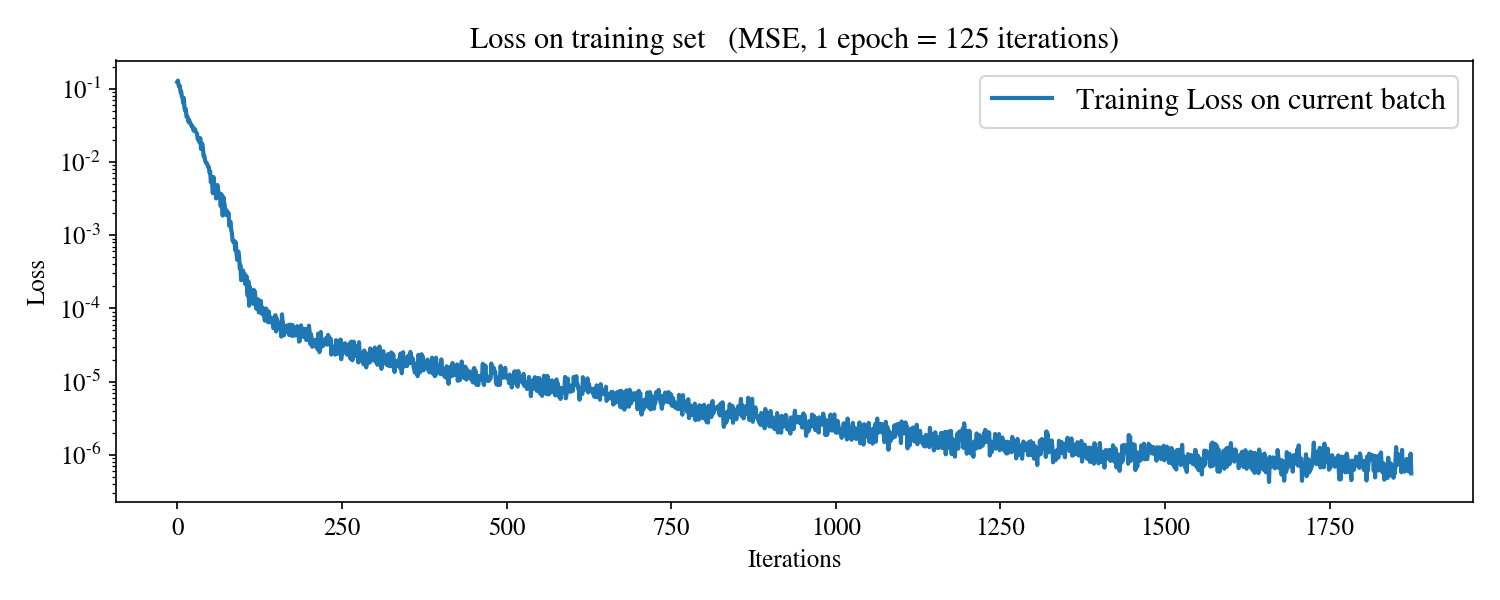 Loss on training set   (MSE, 1 epoch = 125 iterations)
Training Loss on current batch
Loss
10⁻¹
10⁻²
10⁻³
10⁻⁴
10⁻⁵
10⁻⁶
0 250 500 750 1000 1250 1500 1750
Iterations